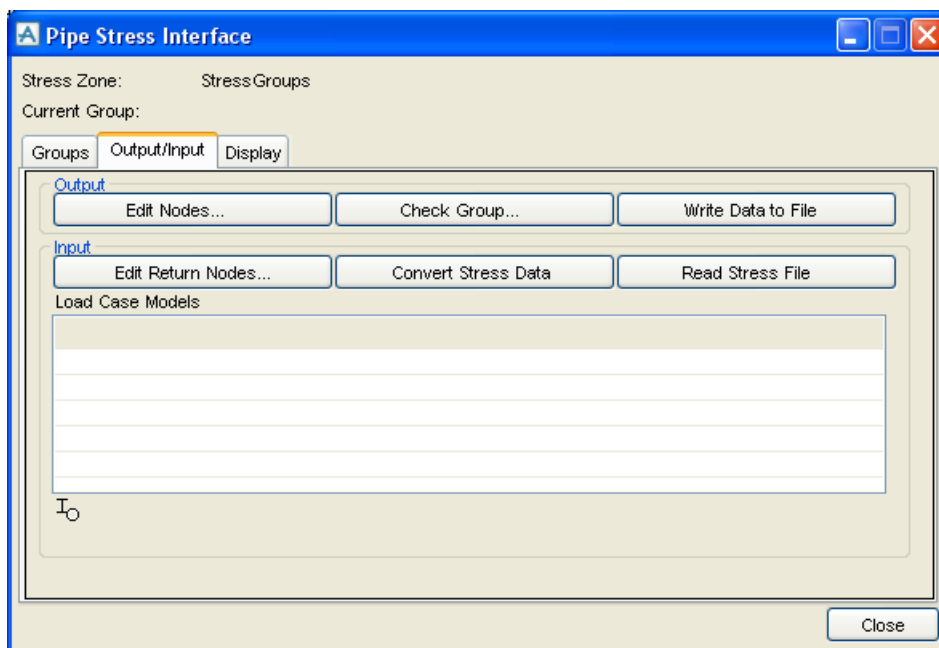 Pipe Stress Interface
Stress Zone: StressGroups
Current Group:
Groups Output/Input Display
Output
Edit Nodes... Check Group... Write Data to File
Input
Edit Return Nodes... Convert Stress Data Read Stress File
Load Case Models
Close